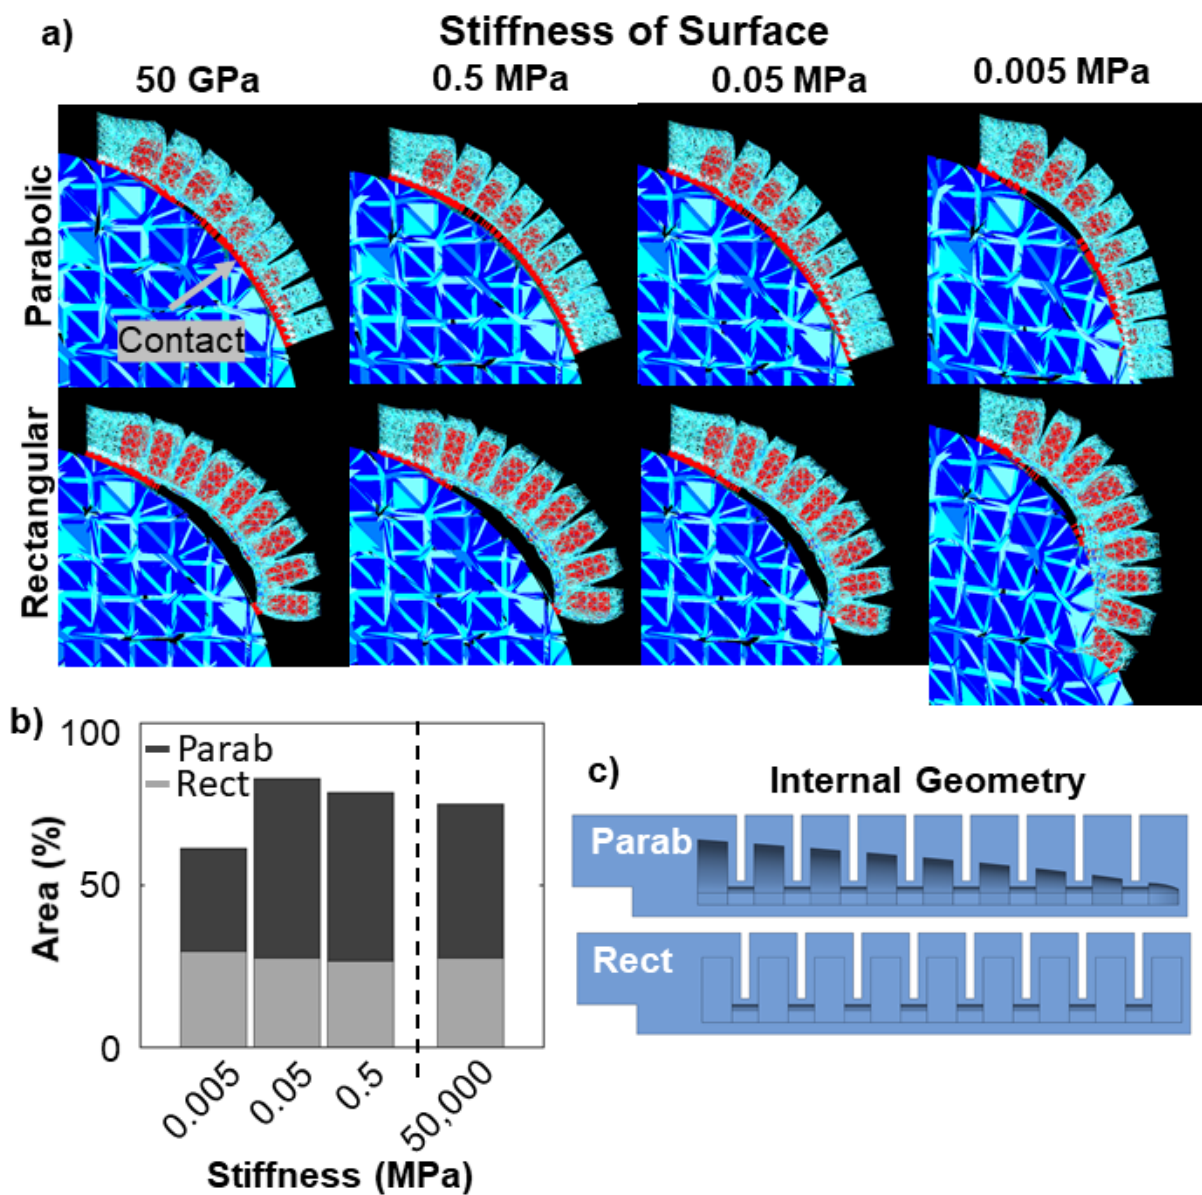 a)
Stiffness of Surface
50 GPa
0.5 MPa
0.05 MPa
0.005 MPa
Parabolic
Contact
Rectangular
b)
100
50
0
Area (%)
Parab
Rect
0.005
0.05
0.5
50,000
Stiffness (MPa)
c)
Internal Geometry
Parab
Rect